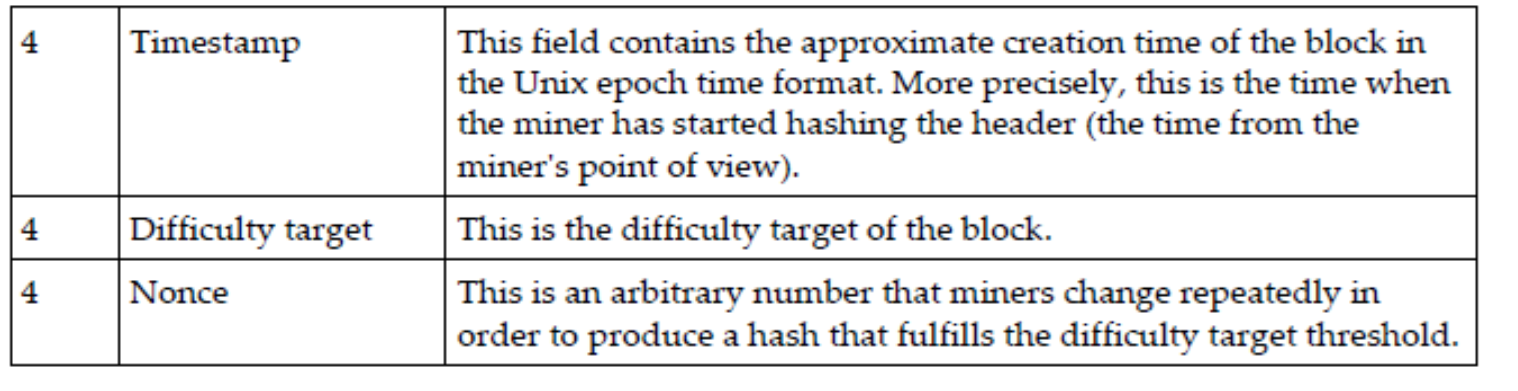 4 Timestamp This field contains the approximate creation time of the block in
the Unix epoch time format. More precisely, this is the time when
the miner has started hashing the header (the time from the
miner's point of view).
4 Difficulty target This is the difficulty target of the block.
4 Nonce This is an arbitrary number that miners change repeatedly in
order to produce a hash that fulfills the difficulty target threshold.